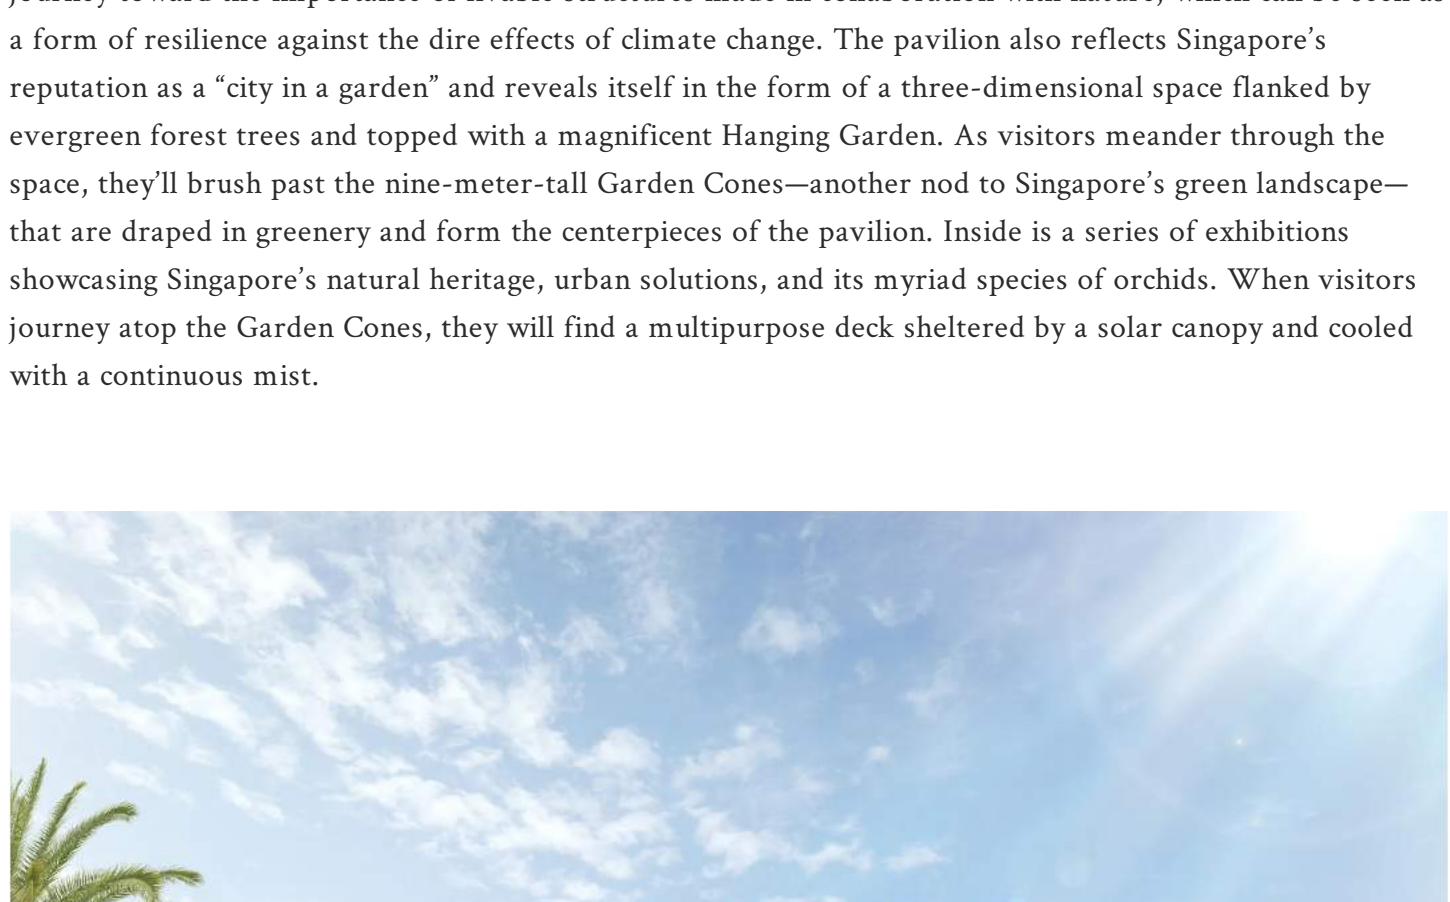 a form of resilience against the dire effects of climate change. The pavilion also reflects Singapore’s
reputation as a “city in a garden” and reveals itself in the form of a three-dimensional space flanked by
evergreen forest trees and topped with a magnificent Hanging Garden. As visitors meander through the
space, they’ll brush past the nine-meter-tall Garden Cones—another nod to Singapore’s green landscape—
that are draped in greenery and form the centerpieces of the pavilion. Inside is a series of exhibitions
showcasing Singapore’s natural heritage, urban solutions, and its myriad species of orchids. When visitors
journey atop the Garden Cones, they will find a multipurpose deck sheltered by a solar canopy and cooled
with a continuous mist.